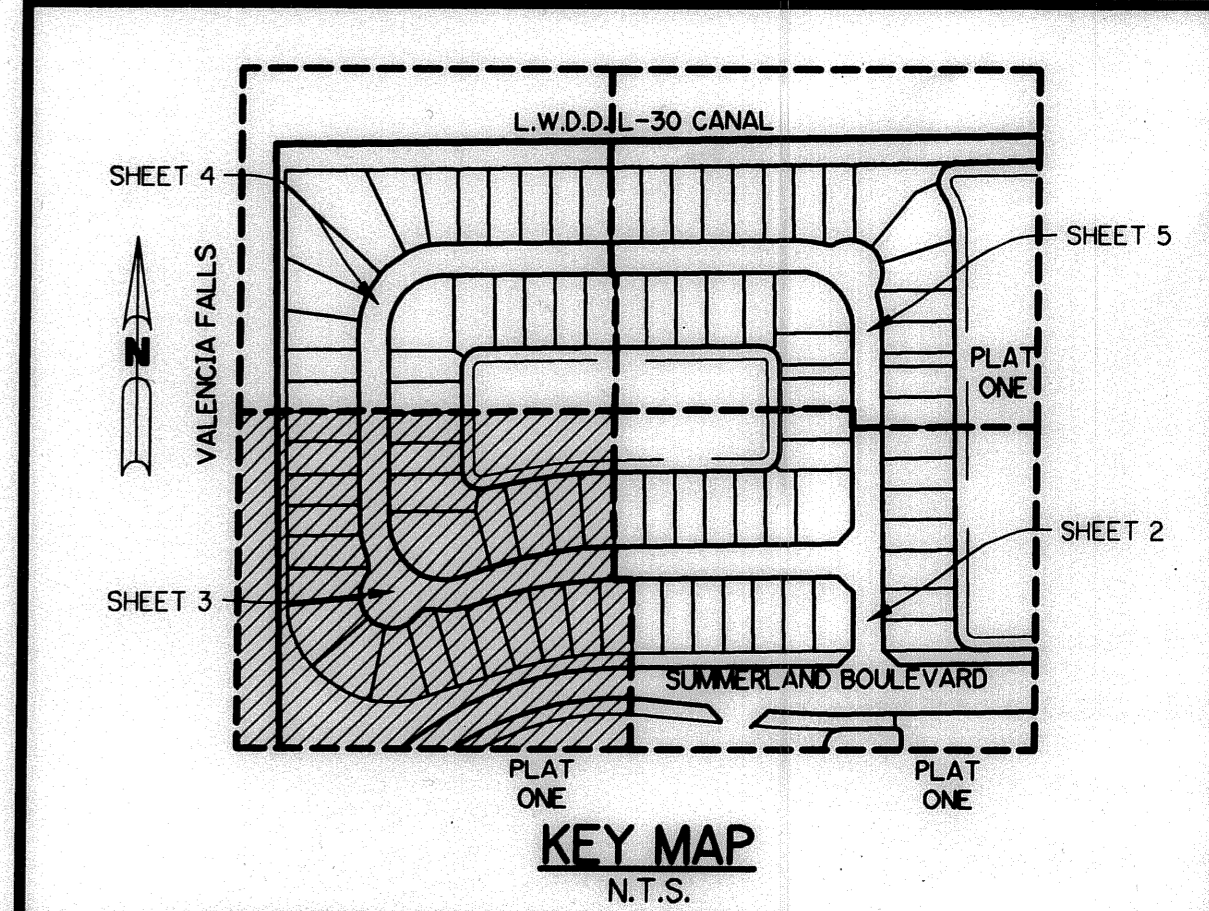 L.W.D.D. L-30 CANAL
SHEET 4
SHEET 5
N
VALENCIA FALLS
PLAT
ONE
SHEET 2
SHEET 3
SUMMERLAND BOULEVARD
PLAT
ONE
PLAT
ONE
KEY MAP
N.T.S.